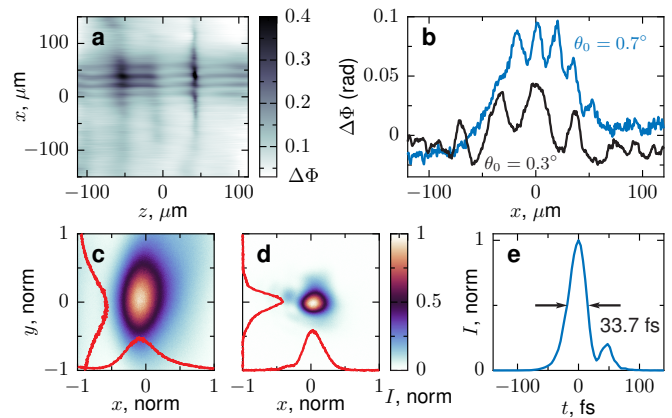 a
x, μm
100
0
−100
−100
0
100
z, μm
0.4
0.3
0.2
0.1
ΔΦ
b
ΔΦ (rad)
0.1
0.05
0
−100
−50
0
50
100
x, μm
θ₀ = 0.7°
θ₀ = 0.3°
c
y, norm
1
0
−1
−1
0
1
x, norm
d
−1
0
1
x, norm
1
0.5
0
I, norm
e
I, norm
1
0.5
0
33.7 fs
−100
0
100
t, fs